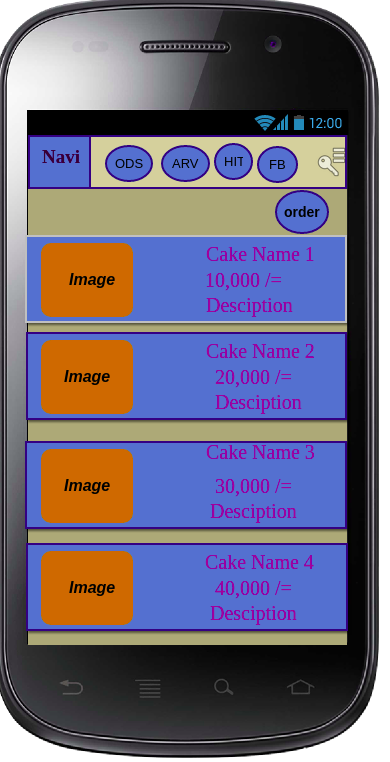 12:00
Navi
ODS ARV HIT FB
order
Image
Cake Name 1
10,000 /=
Desciption
Image
Cake Name 2
20,000 /=
Desciption
Image
Cake Name 3
30,000 /=
Desciption
Image
Cake Name 4
40,000 /=
Desciption